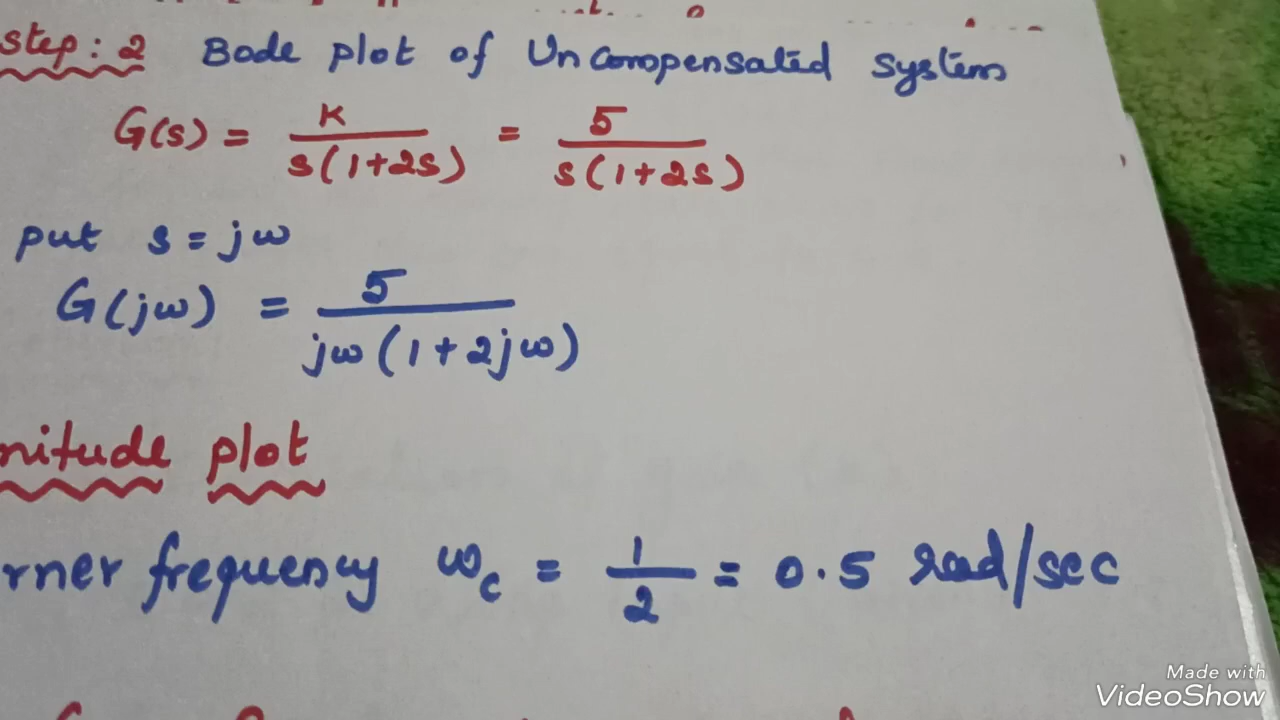 step: 2 Bode plot of Uncompensated system
G(s) = K / s(1+2s) = 5 / s(1+2s)
put s = jω
G(jω) = 5 / jω(1+2jω)
nitude plot
rner frequency ωc = 1/2 = 0.5 rad/sec
Made with
VideoShow